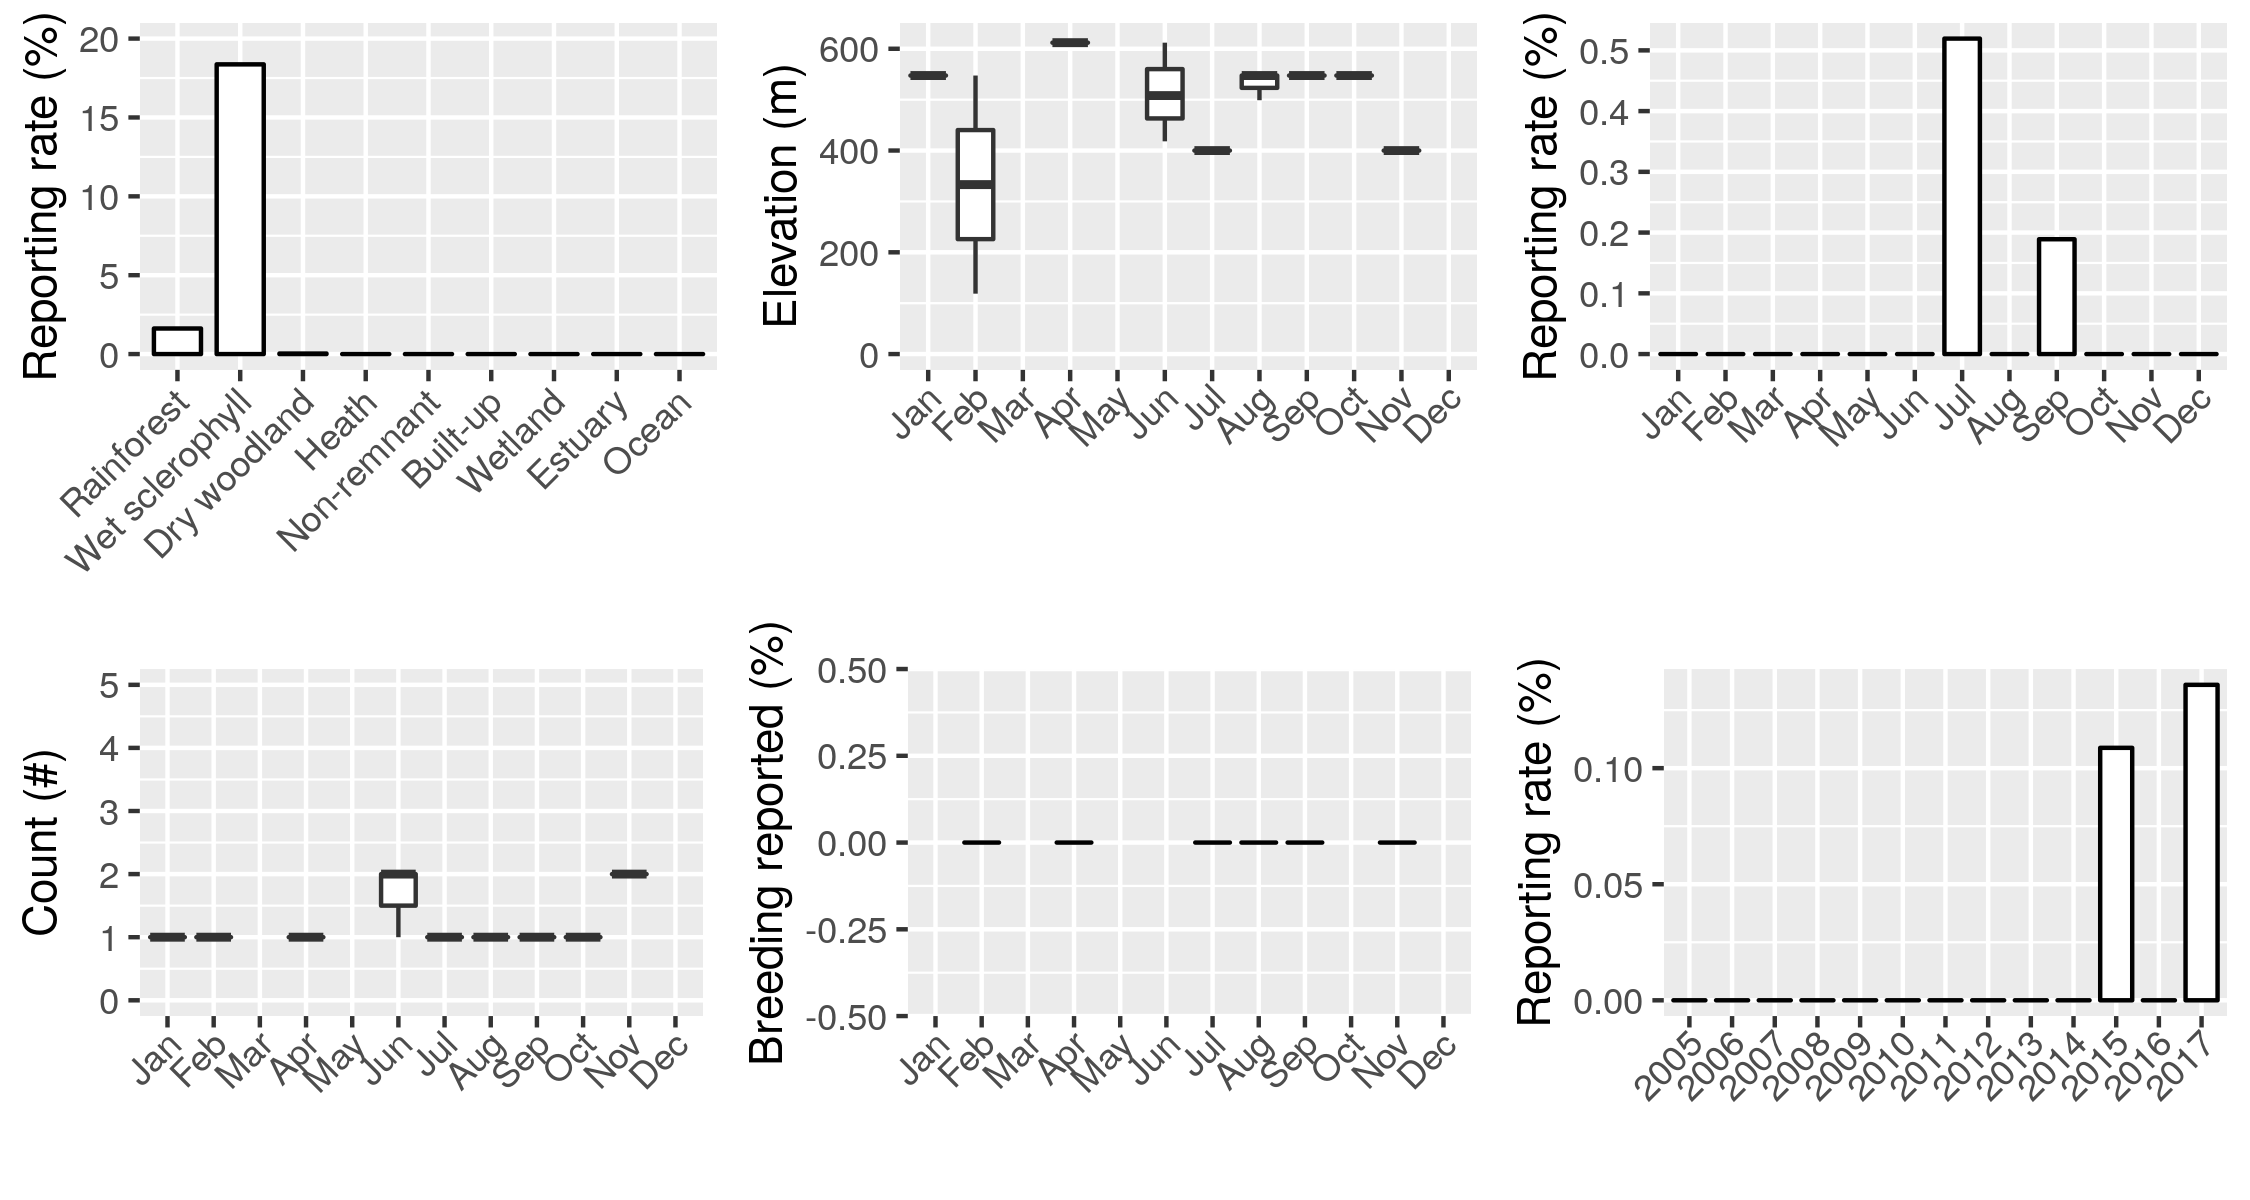 Reporting rate (%)
20
15
10
5
0
Rainforest
Wet sclerophyll
Dry woodland
Heath
Non-remnant
Built-up
Wetland
Estuary
Ocean
Elevation (m)
600
400
200
0
Jan
Feb
Mar
Apr
May
Jun
Jul
Aug
Sep
Oct
Nov
Dec
Reporting rate (%)
0.5
0.4
0.3
0.2
0.1
0.0
Jan
Feb
Mar
Apr
May
Jun
Jul
Aug
Sep
Oct
Nov
Dec
Count (#)
5
4
3
2
1
0
Jan
Feb
Mar
Apr
May
Jun
Jul
Aug
Sep
Oct
Nov
Dec
Breeding reported (%)
0.50
0.25
0.00
-0.25
-0.50
Jan
Feb
Mar
Apr
May
Jun
Jul
Aug
Sep
Oct
Nov
Dec
Reporting rate (%)
0.10
0.05
0.00
2005
2006
2007
2008
2009
2010
2011
2012
2013
2014
2015
2016
2017